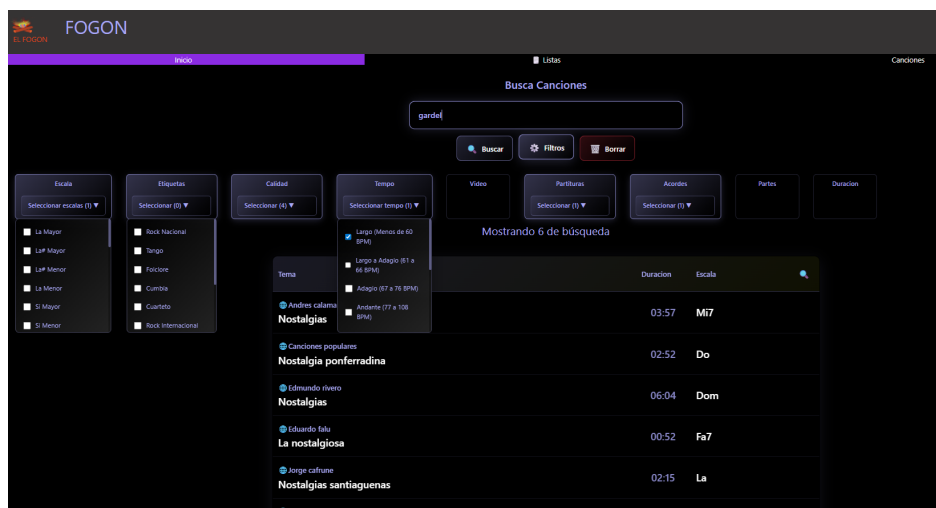 FOGON
EL FOGON
Inicio
Listas
Canciones
Busca Canciones
gardel
Buscar
Filtros
Borrar
Escala
Etiquetas
Calidad
Tempo
Video
Partituras
Acordes
Partes
Duracion
Seleccionar escalas (1) ▼
Seleccionar (0) ▼
Seleccionar (4) ▼
Seleccionar tempo (1) ▼
Seleccionar (1) ▼
Seleccionar (1) ▼
La Mayor
La# Mayor
La# Menor
La Menor
Si Mayor
Si Menor
Rock Nacional
Tango
Folclore
Cumbia
Cuarteto
Rock Internacional
Largo (Menos de 60
BPM)
Largo a Adagio (61 a
66 BPM)
Adagio (67 a 76 BPM)
Andante (77 a 108
BPM)
Mostrando 6 de búsqueda
Tema
Duracion
Escala
Andres calama
Nostalgias
03:57
Mi7
Canciones populares
Nostalgia ponferradina
02:52
Do
Edmundo rivero
Nostalgias
06:04
Dom
Eduardo falu
La nostalgiosa
00:52
Fa7
Jorge cafrune
Nostalgias santiaguenas
02:15
La